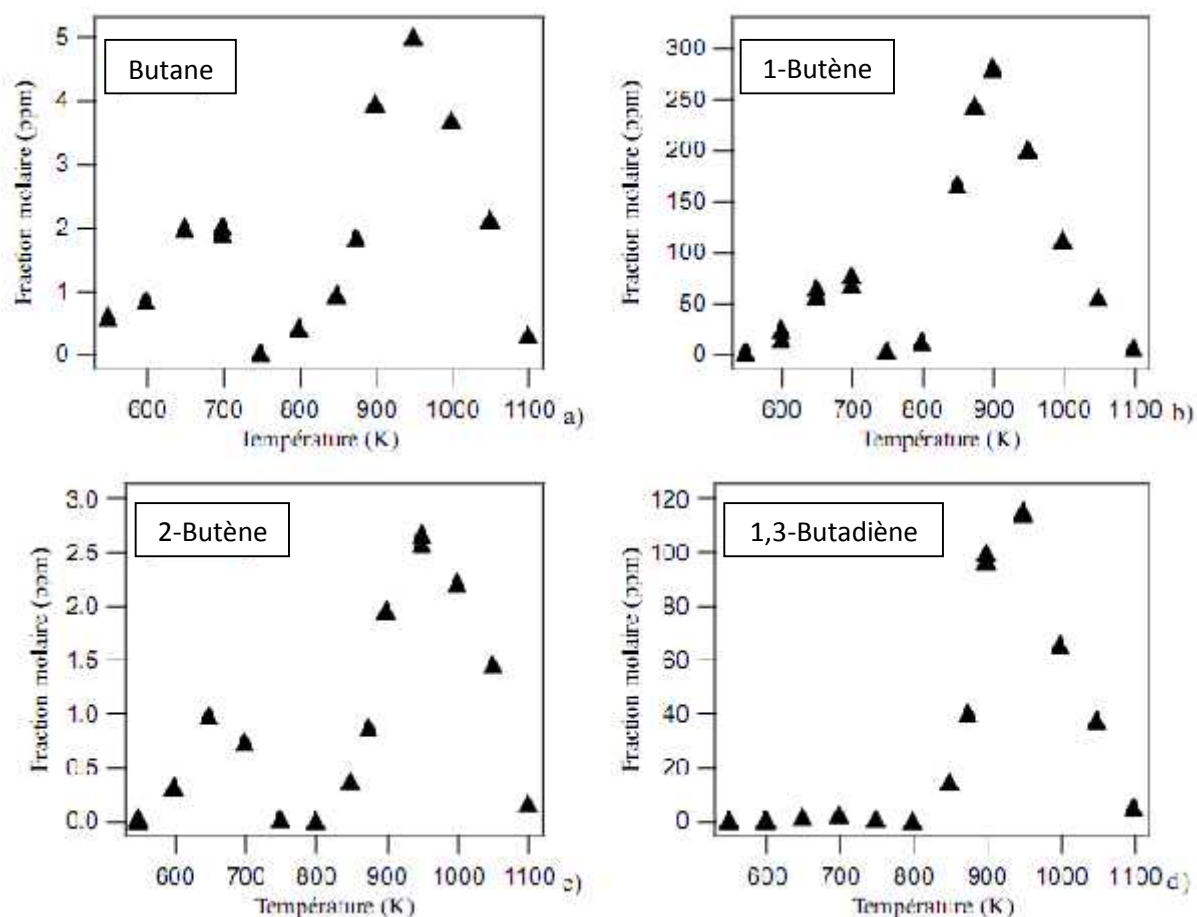 Butane
Fraction molaire (ppm)
5
4
3
2
1
0
600 700 800 900 1000 1100
Température (K)
a)
1-Butène
Fraction molaire (ppm)
300
250
200
150
100
50
0
600 700 800 900 1000 1100
Température (K)
b)
2-Butène
Fraction molaire (ppm)
3.0
2.5
2.0
1.5
1.0
0.5
0.0
600 700 800 900 1000 1100
Température (K)
c)
1,3-Butadiène
Fraction molaire (ppm)
120
100
80
60
40
20
0
600 700 800 900 1000 1100
Température (K)
d)